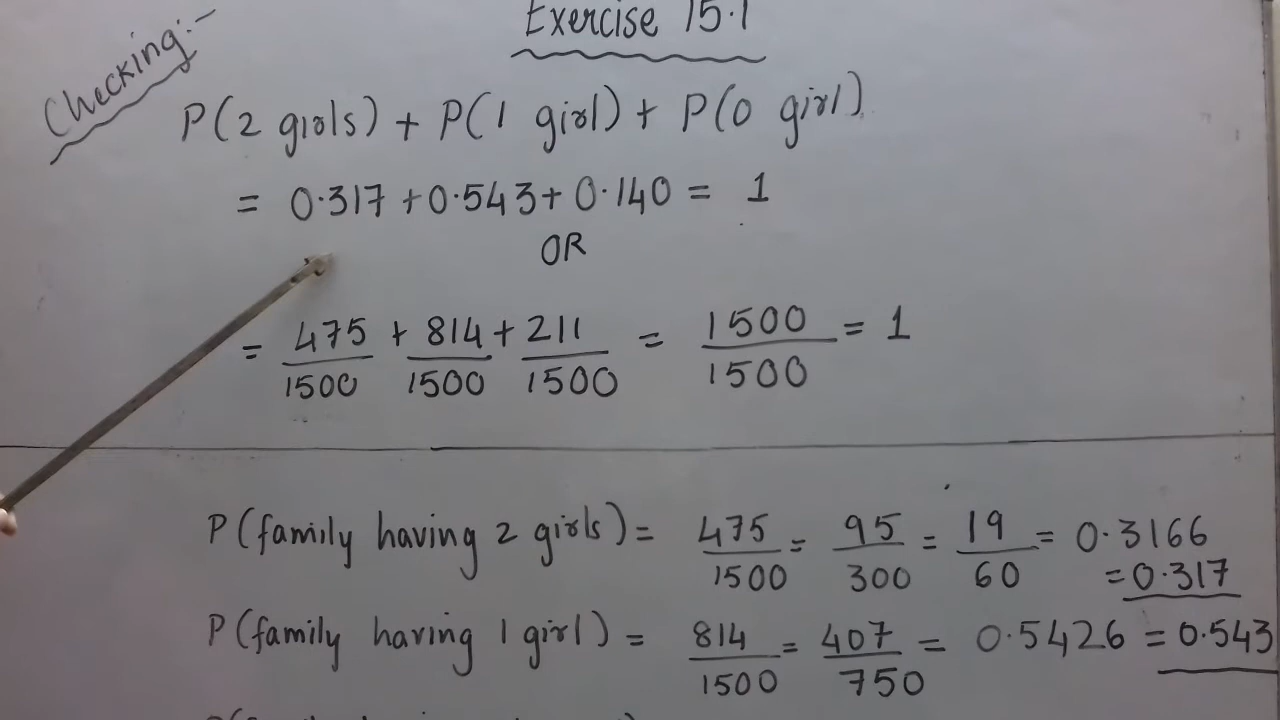 Exercise 15.1
Checking:-
P(2 girls) + P(1 girl) + P(0 girl)
= 0.317 + 0.543 + 0.140 = 1
OR
= 475/1500 + 814/1500 + 211/1500 = 1500/1500 = 1
P(family having 2 girls) = 475/1500 = 95/300 = 19/60 = 0.3166
= 0.317
P(family having 1 girl) = 814/1500 = 407/750 = 0.5426 = 0.543